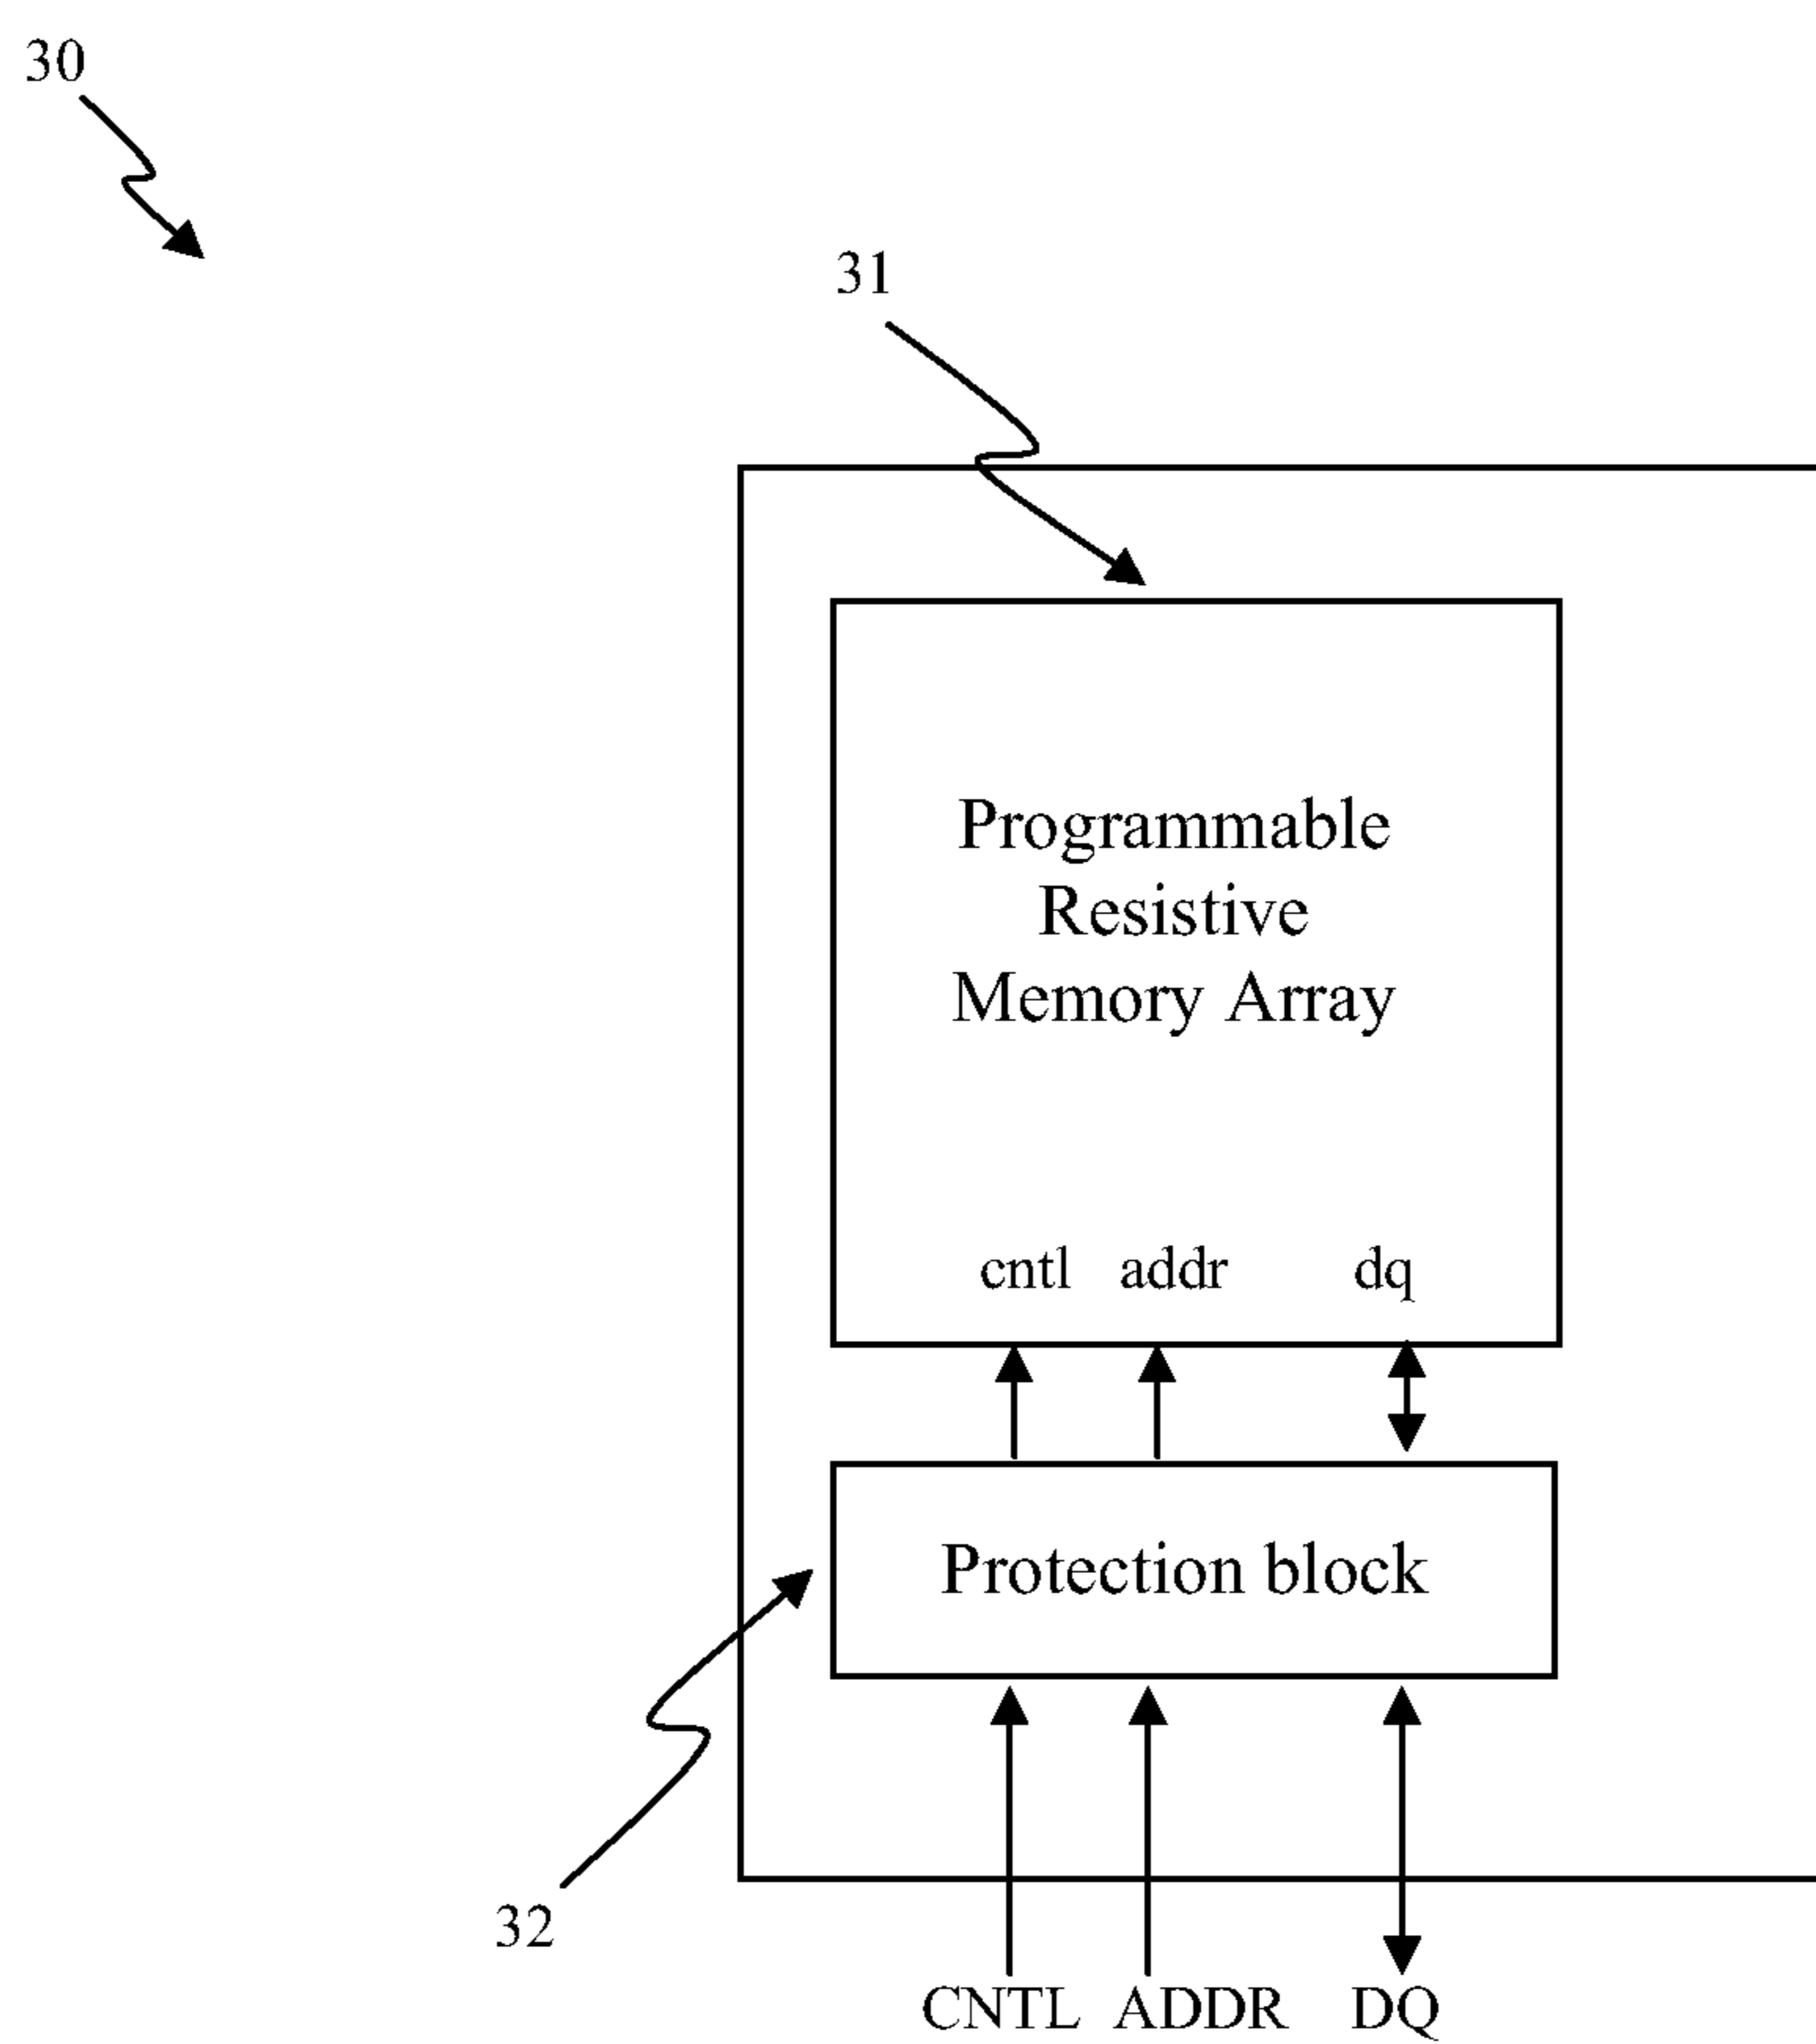 30
31
Programmable
Resistive
Memory Array
cntl addr dq
Protection block
32
CNTL ADDR DQ